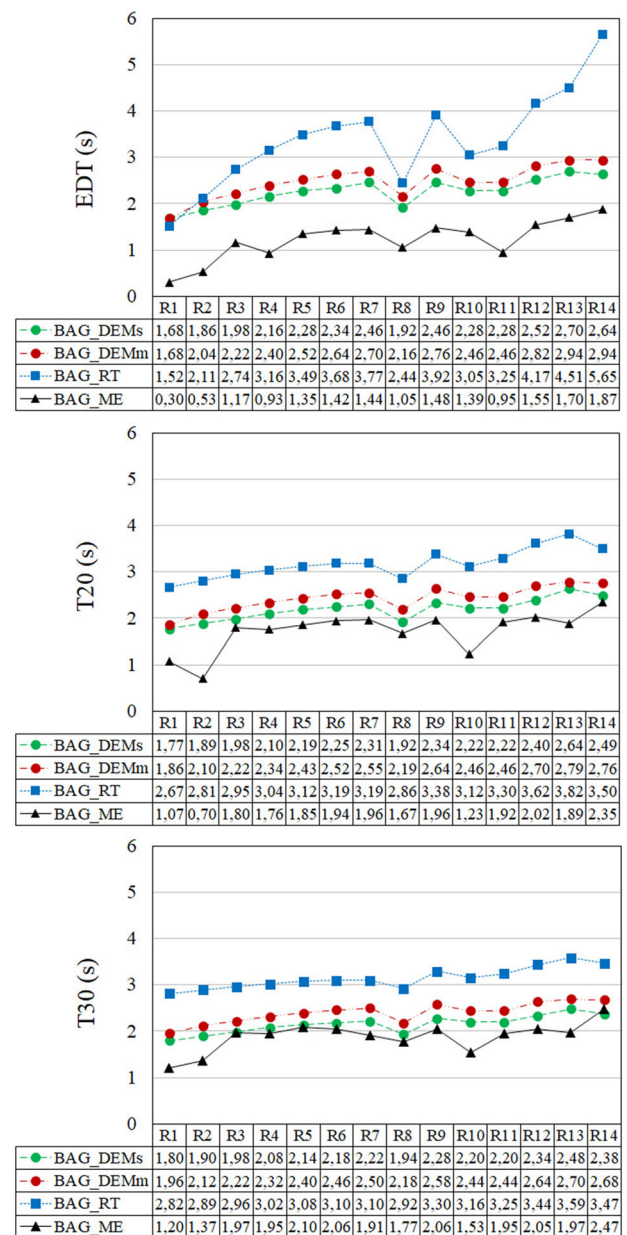 6
5
4
3
2
1
0
EDT (s)
R1 R2 R3 R4 R5 R6 R7 R8 R9 R10 R11 R12 R13 R14
BAG_DEMs 1,68 1,86 1,98 2,16 2,28 2,34 2,46 1,92 2,46 2,28 2,28 2,52 2,70 2,64
BAG_DEMm 1,68 2,04 2,22 2,40 2,52 2,64 2,70 2,16 2,76 2,46 2,46 2,82 2,94 2,94
BAG_RT 1,52 2,11 2,74 3,16 3,49 3,68 3,77 2,44 3,92 3,05 3,25 4,17 4,51 5,65
BAG_ME 0,30 0,53 1,17 0,93 1,35 1,42 1,44 1,05 1,48 1,39 0,95 1,55 1,70 1,87
6
5
4
3
2
1
0
T20 (s)
R1 R2 R3 R4 R5 R6 R7 R8 R9 R10 R11 R12 R13 R14
BAG_DEMs 1,77 1,89 1,98 2,10 2,19 2,25 2,31 1,92 2,34 2,22 2,22 2,40 2,64 2,49
BAG_DEMm 1,86 2,10 2,22 2,34 2,43 2,52 2,55 2,19 2,64 2,46 2,46 2,70 2,79 2,76
BAG_RT 2,67 2,81 2,95 3,04 3,12 3,19 3,19 2,86 3,38 3,12 3,30 3,62 3,82 3,50
BAG_ME 1,07 0,70 1,80 1,76 1,85 1,94 1,96 1,67 1,96 1,23 1,92 2,02 1,89 2,35
6
5
4
3
2
1
0
T30 (s)
R1 R2 R3 R4 R5 R6 R7 R8 R9 R10 R11 R12 R13 R14
BAG_DEMs 1,80 1,90 1,98 2,08 2,14 2,18 2,22 1,94 2,28 2,20 2,20 2,34 2,48 2,38
BAG_DEMm 1,96 2,12 2,22 2,32 2,40 2,46 2,50 2,18 2,58 2,44 2,44 2,64 2,70 2,68
BAG_RT 2,82 2,89 2,96 3,02 3,08 3,10 3,10 2,92 3,30 3,16 3,25 3,44 3,59 3,47
BAG_ME 1,20 1,37 1,97 1,95 2,10 2,06 1,91 1,77 2,06 1,53 1,95 2,05 1,97 2,47